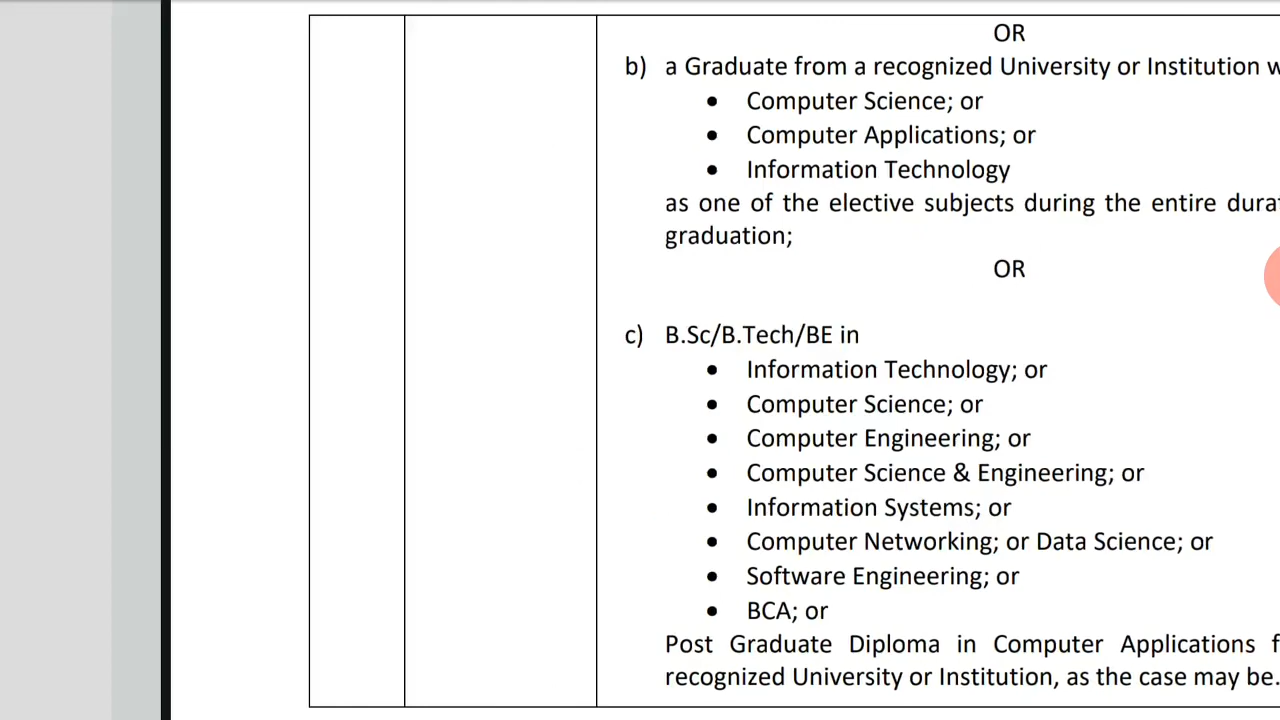 OR
b) a Graduate from a recognized University or Institution
• Computer Science; or
• Computer Applications; or
• Information Technology
as one of the elective subjects during the entire
graduation;
OR
c) B.Sc/B.Tech/BE in
• Information Technology; or
• Computer Science; or
• Computer Engineering; or
• Computer Science & Engineering; or
• Information Systems; or
• Computer Networking; or Data Science; or
• Software Engineering; or
• BCA; or
Post Graduate Diploma in Computer Applications
recognized University or Institution, as the case may be.